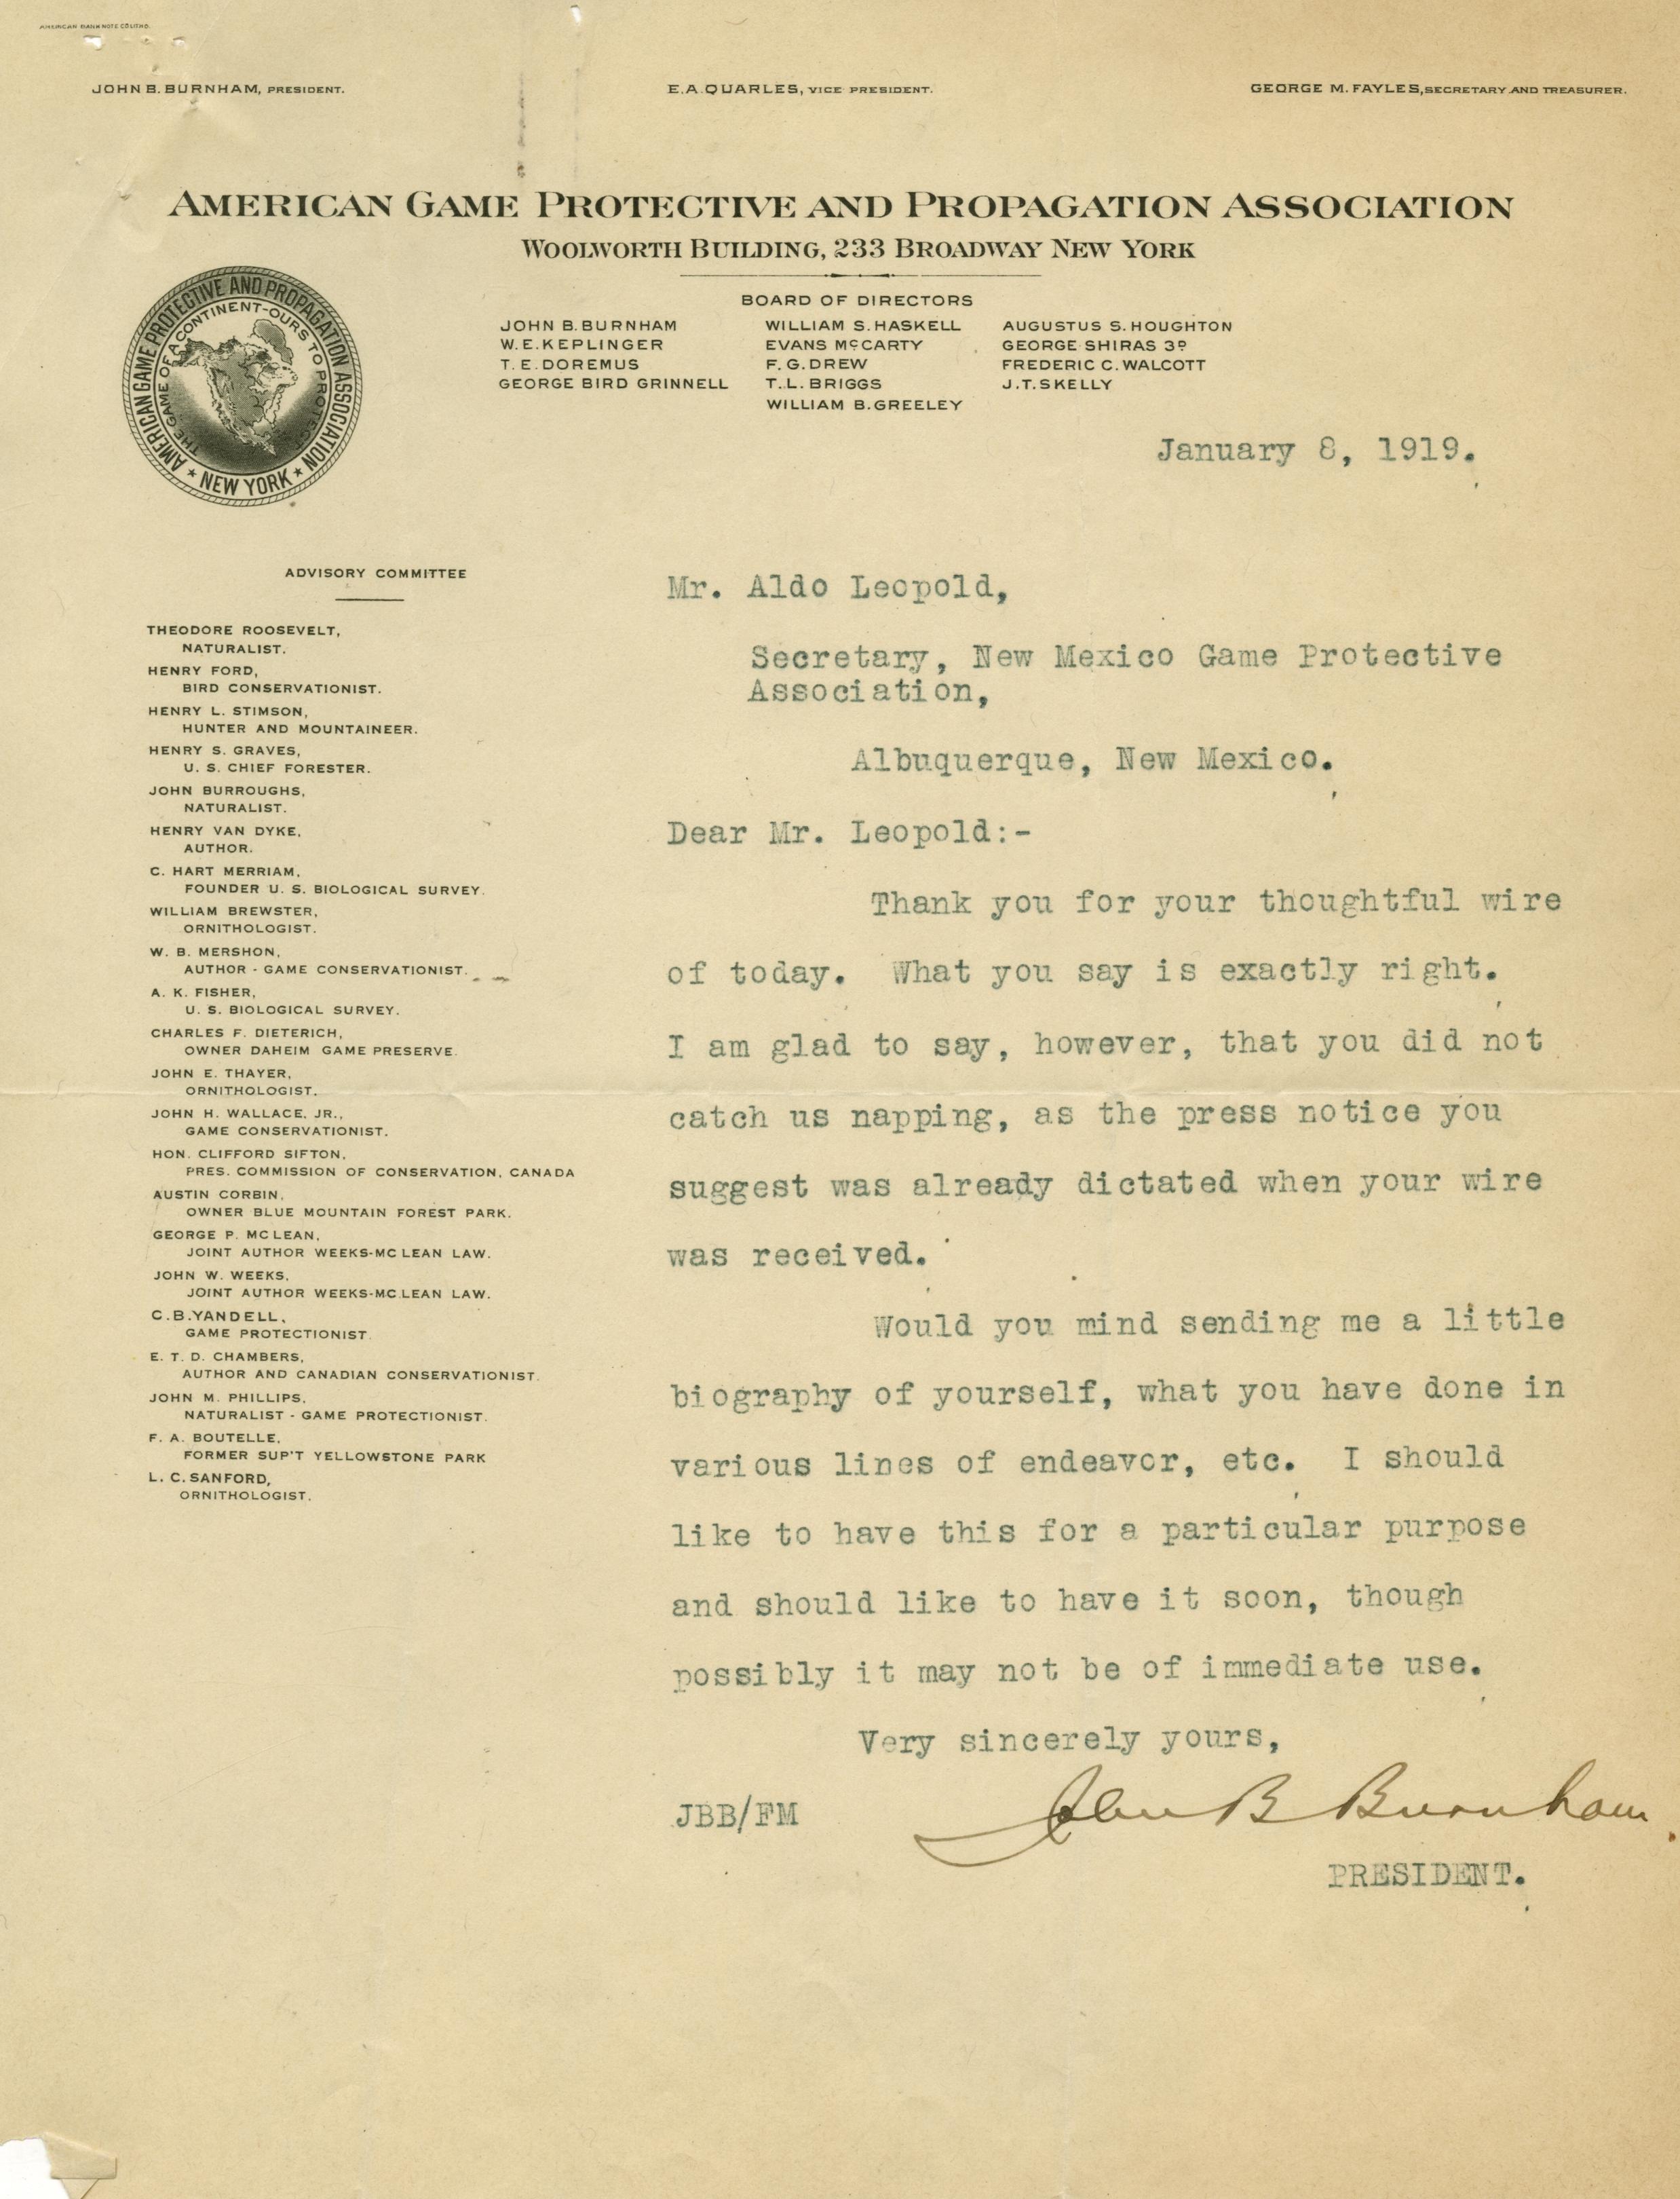 AMERICAN BANK NOTE CO. LITHO.
JOHN B. BURNHAM, PRESIDENT.
E. A. QUARLES, VICE PRESIDENT.
GEORGE M. FAYLES, SECRETARY AND TREASURER.
AMERICAN GAME PROTECTIVE AND PROPAGATION ASSOCIATION
WOOLWORTH BUILDING, 233 BROADWAY NEW YORK
AMERICAN GAME PROTECTIVE AND PROPAGATION ASSOCIATION
THE GAME OF A CONTINENT-OURS TO PROTECT
★ NEW YORK ★
BOARD OF DIRECTORS
JOHN B. BURNHAM
W. E. KEPLINGER
T. E. DOREMUS
GEORGE BIRD GRINNELL
WILLIAM S. HASKELL
EVANS McCARTY
F. G. DREW
T. L. BRIGGS
WILLIAM B. GREELEY
AUGUSTUS S. HOUGHTON
GEORGE SHIRAS 3D
FREDERIC C. WALCOTT
J. T. SKELLY
January 8, 1919.
ADVISORY COMMITTEE
THEODORE ROOSEVELT,
NATURALIST.
HENRY FORD,
BIRD CONSERVATIONIST.
HENRY L. STIMSON,
HUNTER AND MOUNTAINEER.
HENRY S. GRAVES,
U. S. CHIEF FORESTER.
JOHN BURROUGHS,
NATURALIST.
HENRY VAN DYKE,
AUTHOR.
C. HART MERRIAM,
FOUNDER U. S. BIOLOGICAL SURVEY.
WILLIAM BREWSTER,
ORNITHOLOGIST.
W. B. MERSHON,
AUTHOR - GAME CONSERVATIONIST.
A. K. FISHER,
U. S. BIOLOGICAL SURVEY.
CHARLES F. DIETERICH,
OWNER DAHEIM GAME PRESERVE.
JOHN E. THAYER,
ORNITHOLOGIST.
JOHN H. WALLACE, JR.,
GAME CONSERVATIONIST.
HON. CLIFFORD SIFTON,
PRES. COMMISSION OF CONSERVATION, CANADA
AUSTIN CORBIN,
OWNER BLUE MOUNTAIN FOREST PARK.
GEORGE P. MCLEAN,
JOINT AUTHOR WEEKS-MCLEAN LAW.
JOHN W. WEEKS,
JOINT AUTHOR WEEKS-MCLEAN LAW.
C. B. YANDELL,
GAME PROTECTIONIST.
E. T. D. CHAMBERS,
AUTHOR AND CANADIAN CONSERVATIONIST.
JOHN M. PHILLIPS,
NATURALIST - GAME PROTECTIONIST.
F. A. BOUTELLE,
FORMER SUP'T YELLOWSTONE PARK
L. C. SANFORD,
ORNITHOLOGIST.
Mr. Aldo Leopold,
Secretary, New Mexico Game Protective
Association,
Albuquerque, New Mexico.
Dear Mr. Leopold:-
Thank you for your thoughtful wire
of today. What you say is exactly right.
I am glad to say, however, that you did not
catch us napping, as the press notice you
suggest was already dictated when your wire
was received.
Would you mind sending me a little
biography of yourself, what you have done in
various lines of endeavor, etc. I should
like to have this for a particular purpose
and should like to have it soon, though
possibly it may not be of immediate use.
Very sincerely yours,
John B Burnham.
JBB/FM
PRESIDENT.